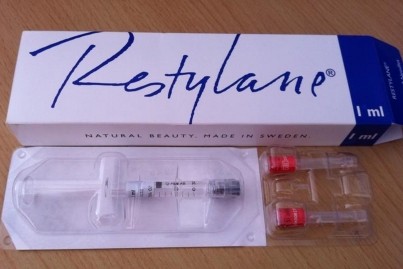 Restylane®
NATURAL BEAUTY. MADE IN SWEDEN.
1 ml
1 ml
RESTYLANE